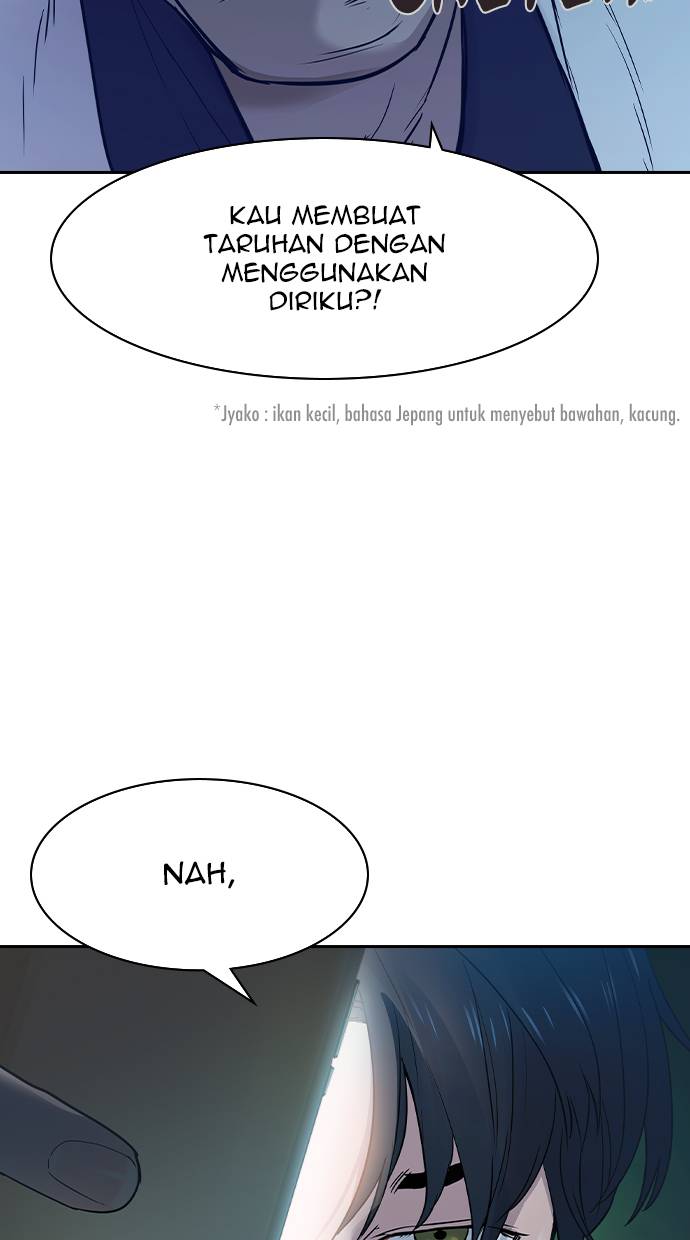 KAU MEMBUAT
TARUHAN DENGAN
MENGGUNAKAN
DIRIKU?!
*Jyako : ikan kecil, bahasa Jepang untuk menyebut bawahan, kacung.
NAH,